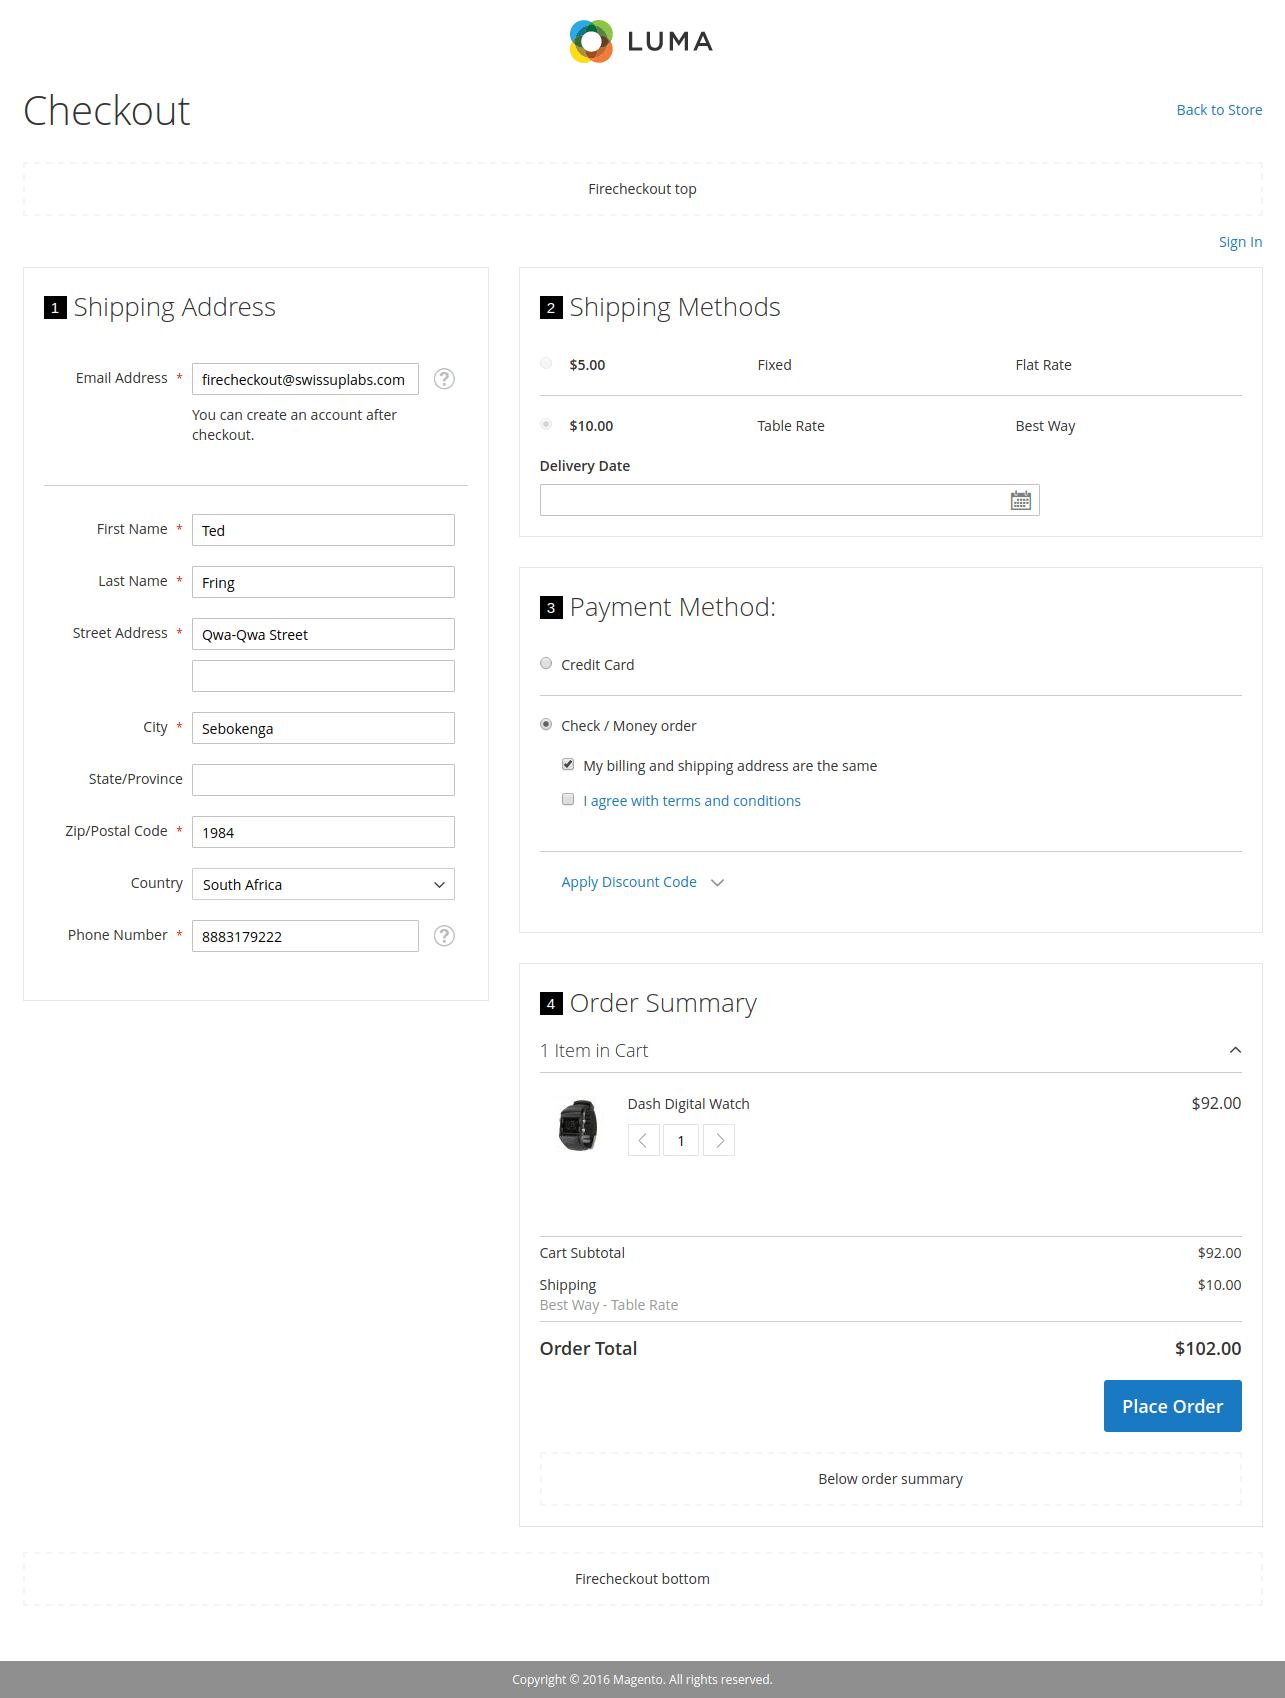 LUMA
Checkout
Back to Store
Firecheckout top
Sign In
1 Shipping Address
Email Address * firecheckout@swissuplabs.com ?
You can create an account after
checkout.
First Name * Ted
Last Name * Fring
Street Address * Qwa-Qwa Street
City * Sebokenga
State/Province
Zip/Postal Code * 1984
Country South Africa
Phone Number * 8883179222 ?
2 Shipping Methods
$5.00 Fixed Flat Rate
$10.00 Table Rate Best Way
Delivery Date
3 Payment Method:
Credit Card
Check / Money order
My billing and shipping address are the same
I agree with terms and conditions
Apply Discount Code
4 Order Summary
1 Item in Cart
Dash Digital Watch $92.00
1
Cart Subtotal $92.00
Shipping $10.00
Best Way - Table Rate
Order Total $102.00
Place Order
Below order summary
Firecheckout bottom
Copyright © 2016 Magento. All rights reserved.